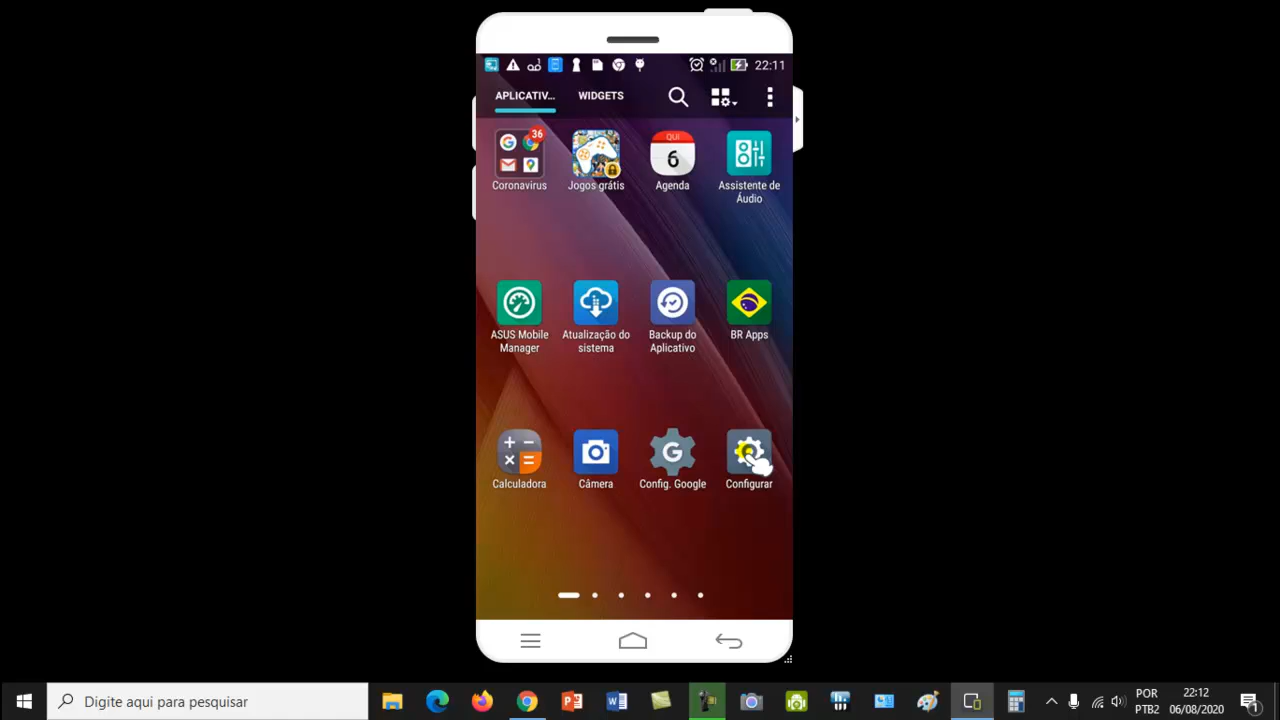 22:11
APLICATIV...
WIDGETS
36
QUI
6
Coronavírus
Jogos grátis
Agenda
Assistente de
Áudio
ASUS Mobile
Manager
Atualização do
sistema
Backup do
Aplicativo
BR Apps
Calculadora
Câmera
G
Config. Google
Configurar
Digite aqui para pesquisar
POR
PTB2
22:12
06/08/2020
1